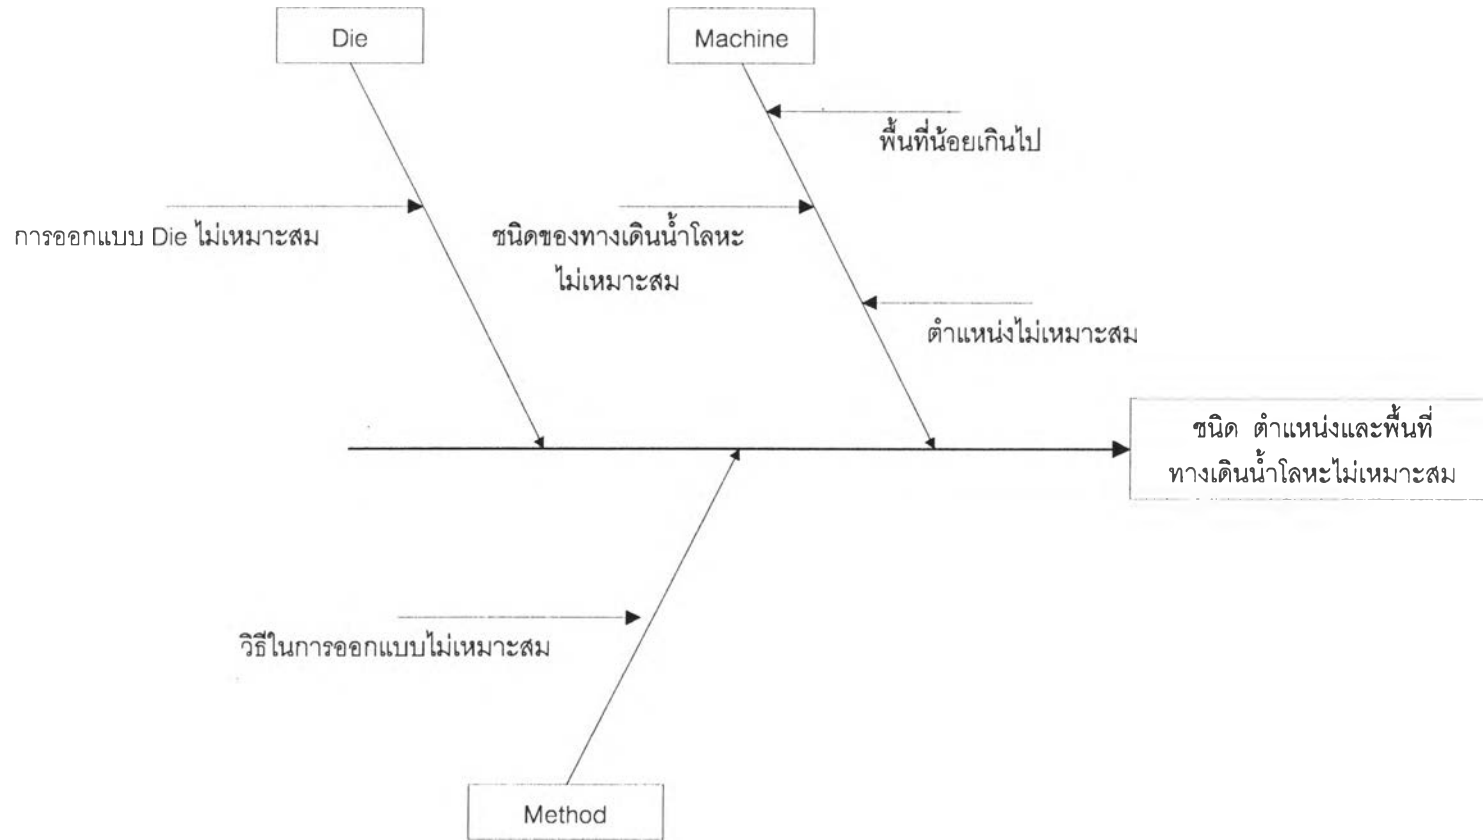 Die
Machine
พื้นที่น้อยเกินไป
การออกแบบ Die ไม่เหมาะสม
ชนิดของทางเดินน้ำโลหะ
ไม่เหมาะสม
ตำแหน่งไม่เหมาะสม
ชนิด ตำแหน่งและพื้นที่
ทางเดินน้ำโลหะไม่เหมาะสม
วิธีในการออกแบบไม่เหมาะสม
Method